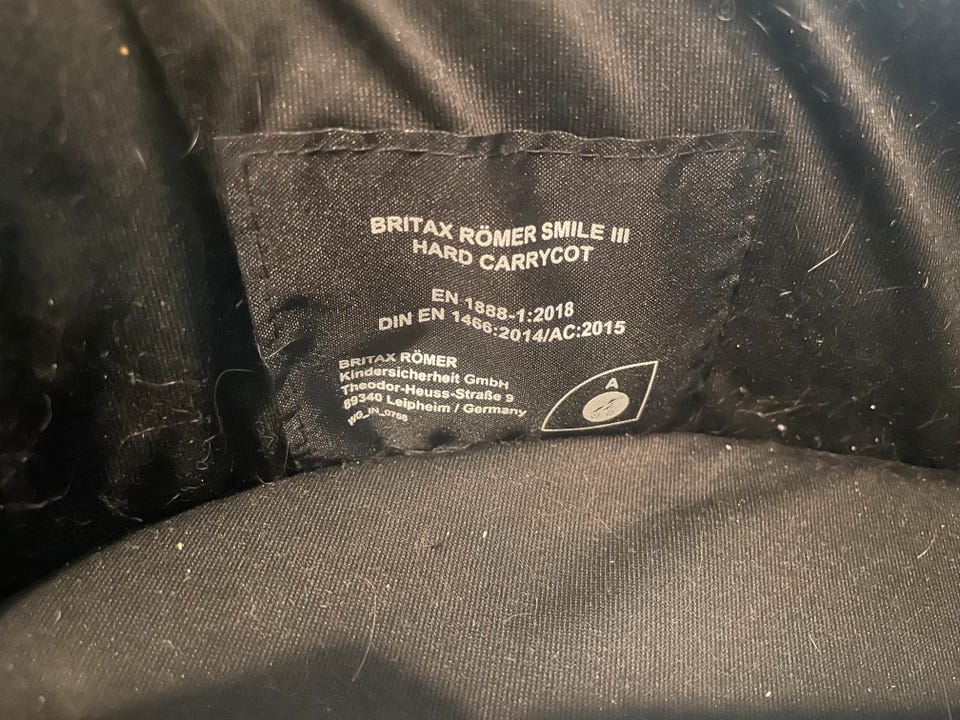 BRITAX RÖMER SMILE III
HARD CARRYCOT
EN 1888-1:2018
DIN EN 1466:2014/AC:2015
BRITAX RÖMER
Kindersicherheit GmbH
Theodor-Heuss-Straße 9
89340 Leipheim / Germany
A